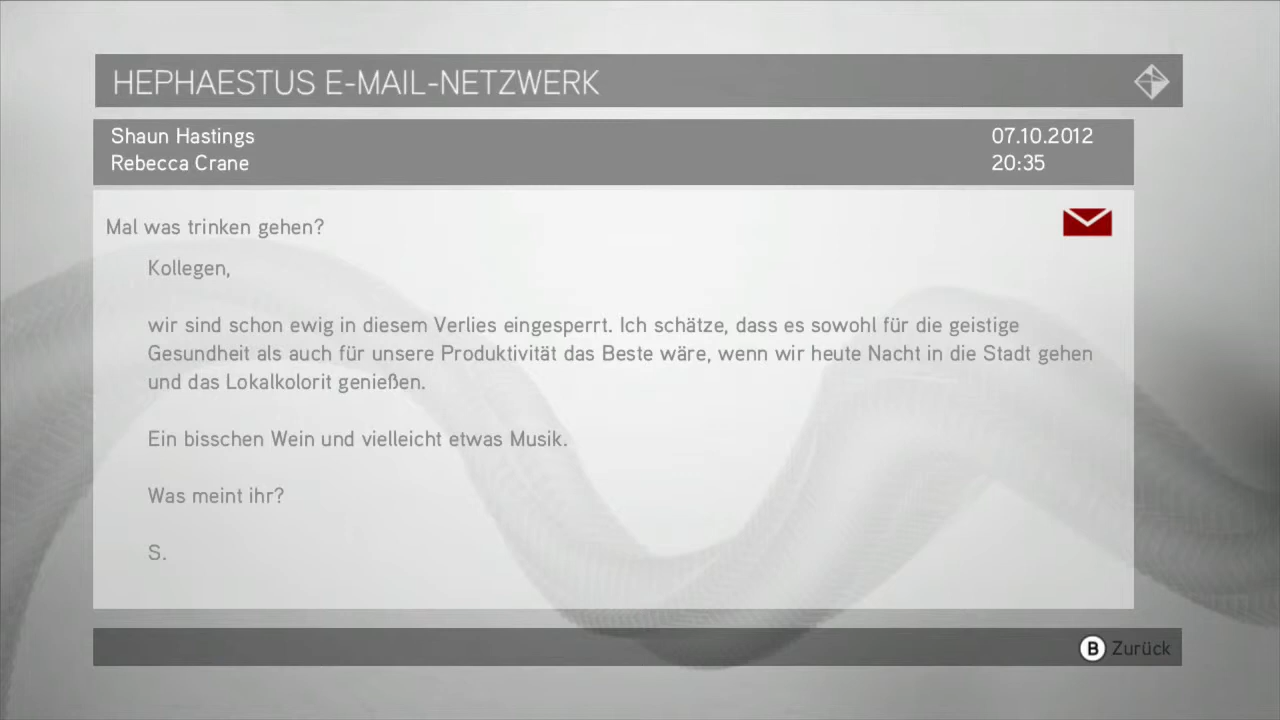 HEPHAESTUS E-MAIL-NETZWERK
Shaun Hastings
07.10.2012
Rebecca Crane
20:35
Mal was trinken gehen?
Kollegen,
wir sind schon ewig in diesem Verlies eingesperrt. Ich schätze, dass es sowohl für die geistige
Gesundheit als auch für unsere Produktivität das Beste wäre, wenn wir heute Nacht in die Stadt gehen
und das Lokalkolorit genießen.
Ein bisschen Wein und vielleicht etwas Musik.
Was meint ihr?
S.
B Zurück